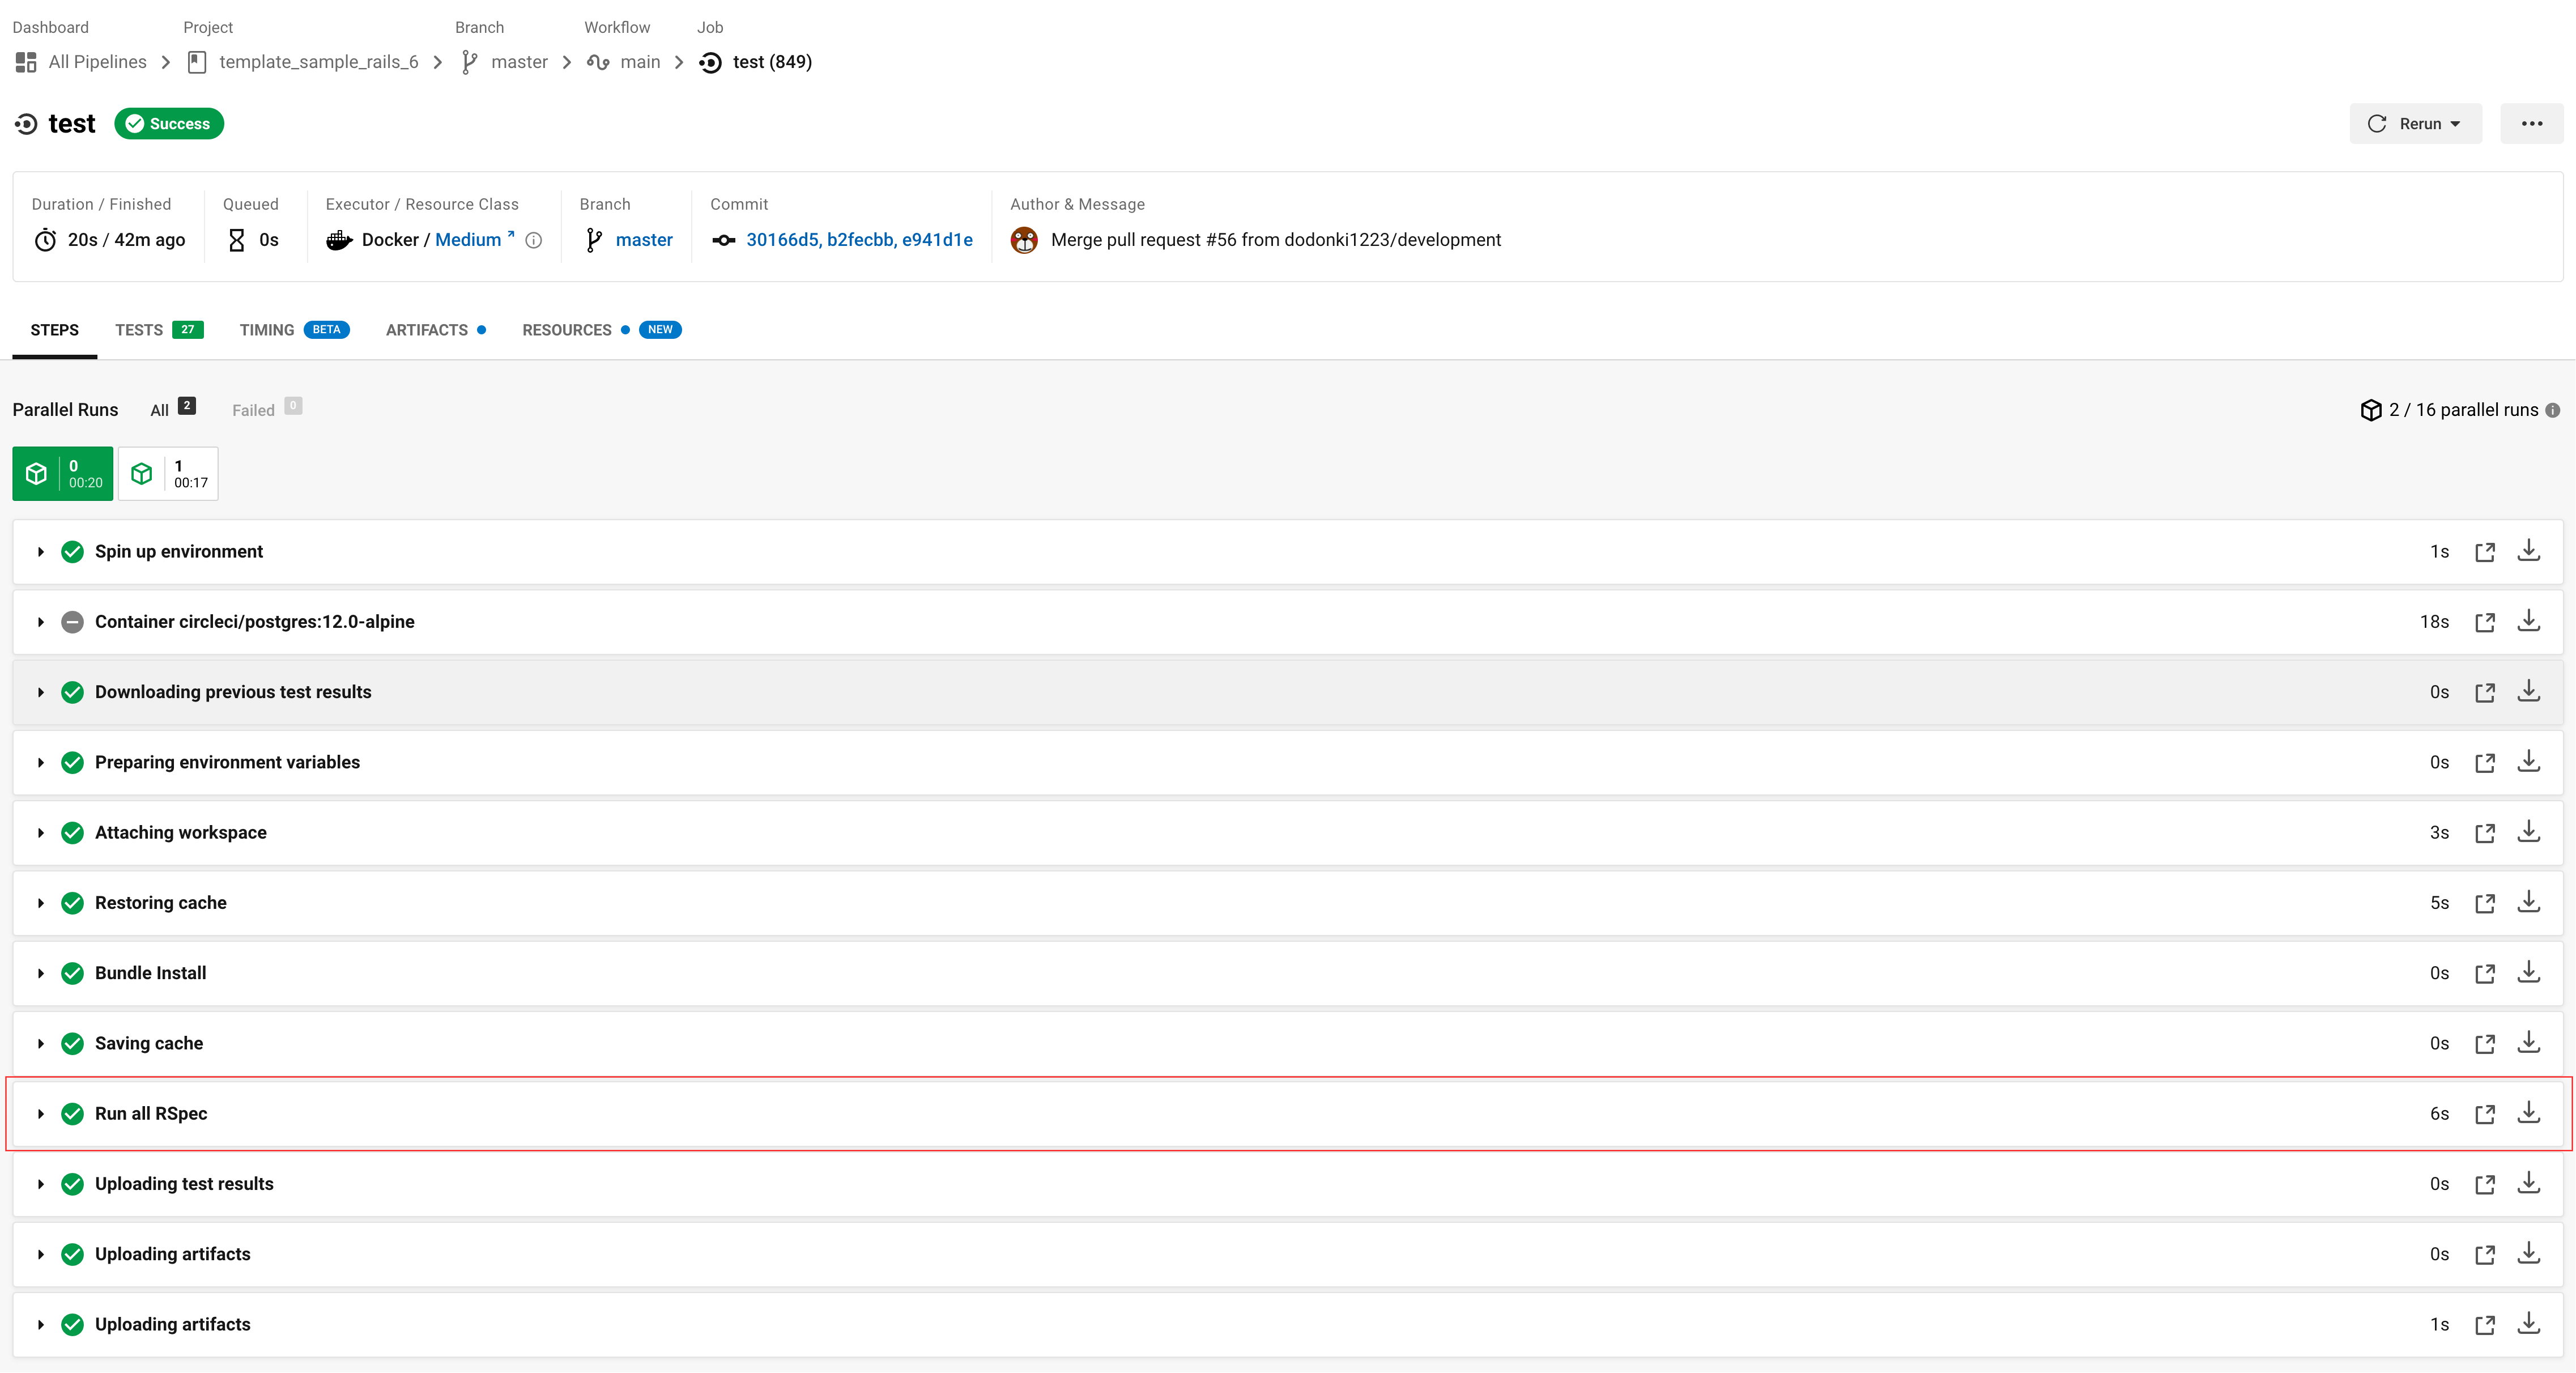 Dashboard Project Branch Workflow Job
All Pipelines template_sample_rails_6 master main test (849)
test Success Rerun
Duration / Finished Queued Executor / Resource Class Branch Commit Author & Message
20s / 42m ago 0s Docker / Medium master 30166d5, b2fecbb, e941d1e Merge pull request #56 from dodonki1223/development
STEPS TESTS 27 TIMING BETA ARTIFACTS RESOURCES NEW
Parallel Runs All 2 Failed 0 2 / 16 parallel runs
0 1
00:20 00:17
Spin up environment 1s
Container circleci/postgres:12.0-alpine 18s
Downloading previous test results 0s
Preparing environment variables 0s
Attaching workspace 3s
Restoring cache 5s
Bundle Install 0s
Saving cache 0s
Run all RSpec 6s
Uploading test results 0s
Uploading artifacts 0s
Uploading artifacts 1s